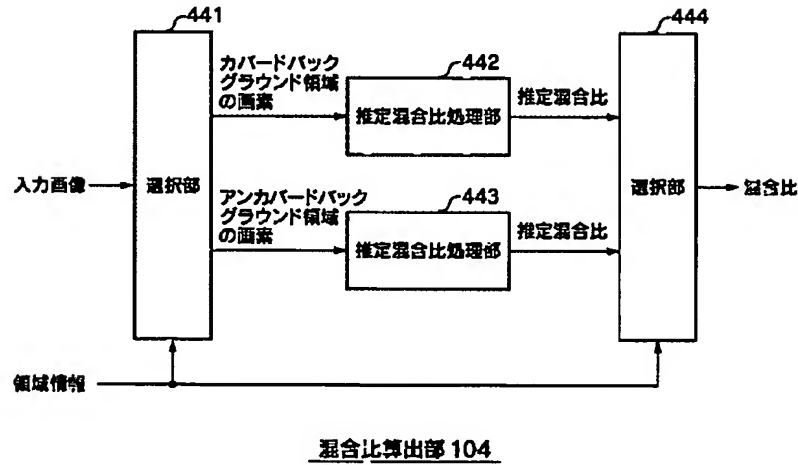 441
444
カバードバック
グラウンド領域
の画素
442
推定混合比
推定混合比処理部
入力画像
選択部
選択部
混合比
アンカバードバック
グラウンド領域
の画素
443
推定混合比
推定混合比処理部
領域情報
混合比算出部 104